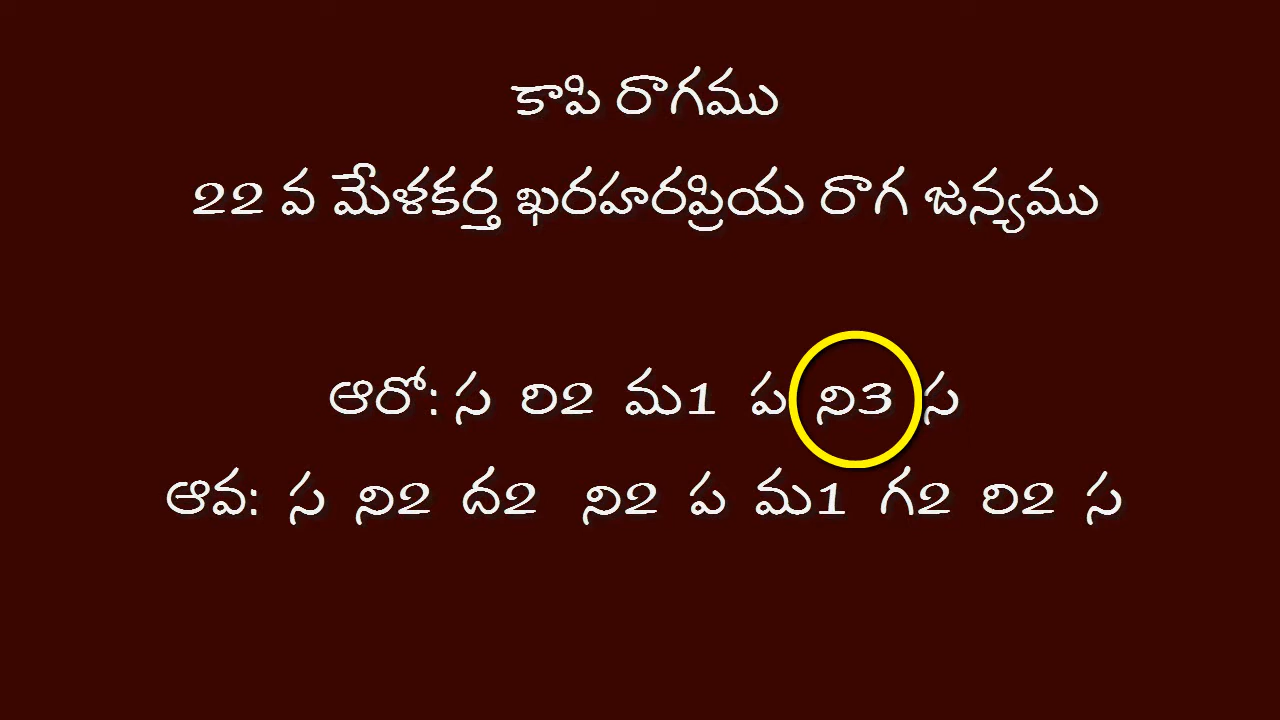 కాపి రాగము
22 వ మేళకర్త ఖరహరప్రియ రాగ జన్యము
ఆరో: స రి2 మ1 ప ని3 స
ఆవ: స ని2 ద2 ని2 ప మ1 గ2 రి2 స